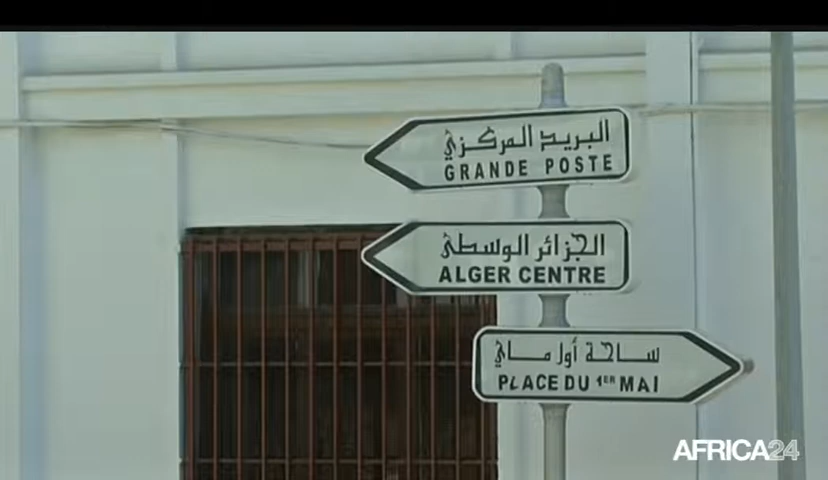 البريد المركزي
GRANDE POSTE
الجزائر الوسطى
ALGER CENTRE
ساحة أول ماي
PLACE DU 1ER MAI
AFRICA24